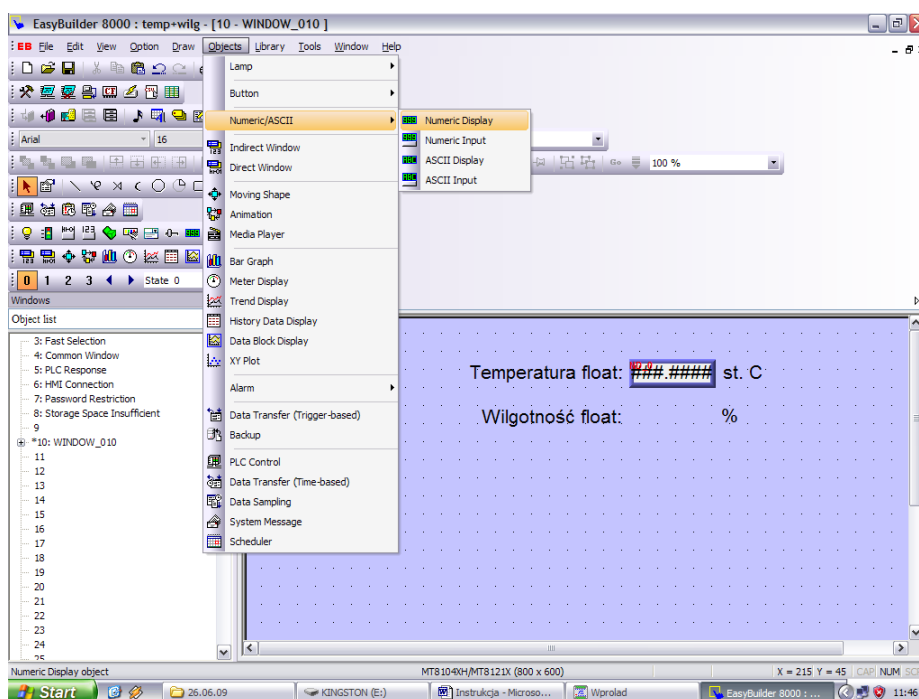 EasyBuilder 8000 : temp+wilg - [10 - WINDOW_010 ]
EB File Edit View Option Draw Objects Library Tools Window Help
Arial 16
100 %
0 1 2 3 State 0
Windows
Object list
3: Fast Selection
4: Common Window
5: PLC Response
6: HMI Connection
7: Password Restriction
8: Storage Space Insufficient
9
*10: WINDOW_010
11
12
13
14
15
16
17
18
19
20
21
22
23
24
25
Lamp
Button
Numeric/ASCII
Indirect Window
Direct Window
Moving Shape
Animation
Media Player
Bar Graph
Meter Display
Trend Display
History Data Display
Data Block Display
XY Plot
Alarm
Data Transfer (Trigger-based)
Backup
PLC Control
Data Transfer (Time-based)
Data Sampling
System Message
Scheduler
Numeric Display
Numeric Input
ASCII Display
ASCII Input
Temperatura float: ###.#### st. C
Wilgotność float: %
Numeric Display object MT8104XH/MT8121X (800 x 600) X = 215 Y = 45 CAP NUM
Start 26.06.09 KINGSTON (E:) Instrukcja - Microso... Wprolad EasyBuilder 8000 : ... 11:46